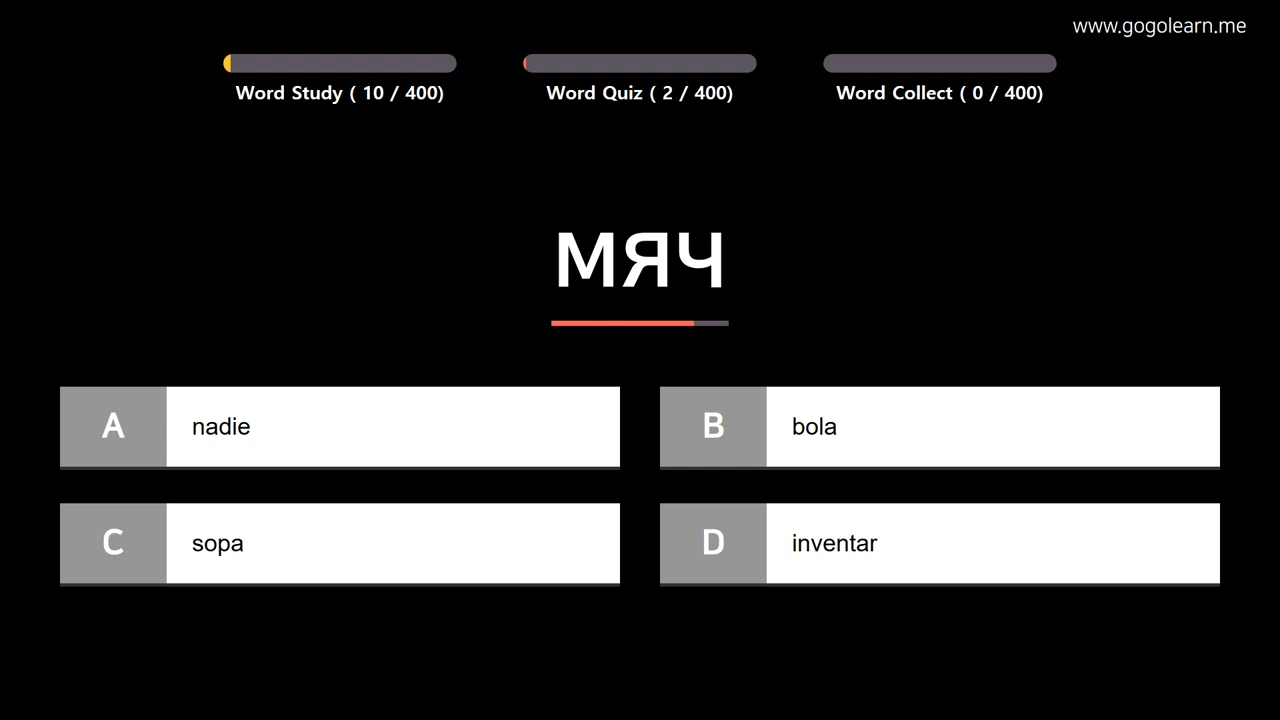 www.gogolearn.me
Word Study ( 10 / 400)
Word Quiz ( 2 / 400)
Word Collect ( 0 / 400)
мяч
A nadie
B bola
C sopa
D inventar